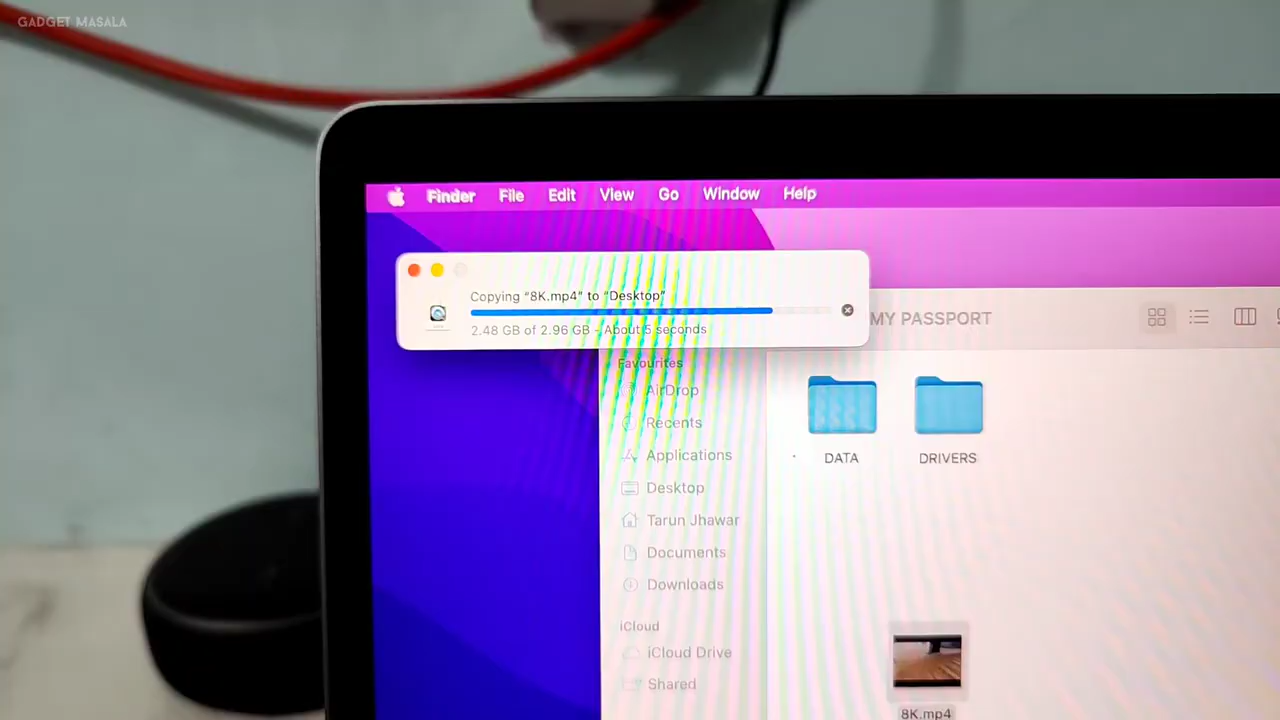 GADGET MASALA
Finder File Edit View Go Window Help
Copying “8K.mp4” to “Desktop”
2.48 GB of 2.96 GB - About 5 seconds
MY PASSPORT
Favourites
AirDrop
Recents
Applications
Desktop
Tarun Jhawar
Documents
Downloads
iCloud
iCloud Drive
Shared
DATA
DRIVERS
8K.mp4